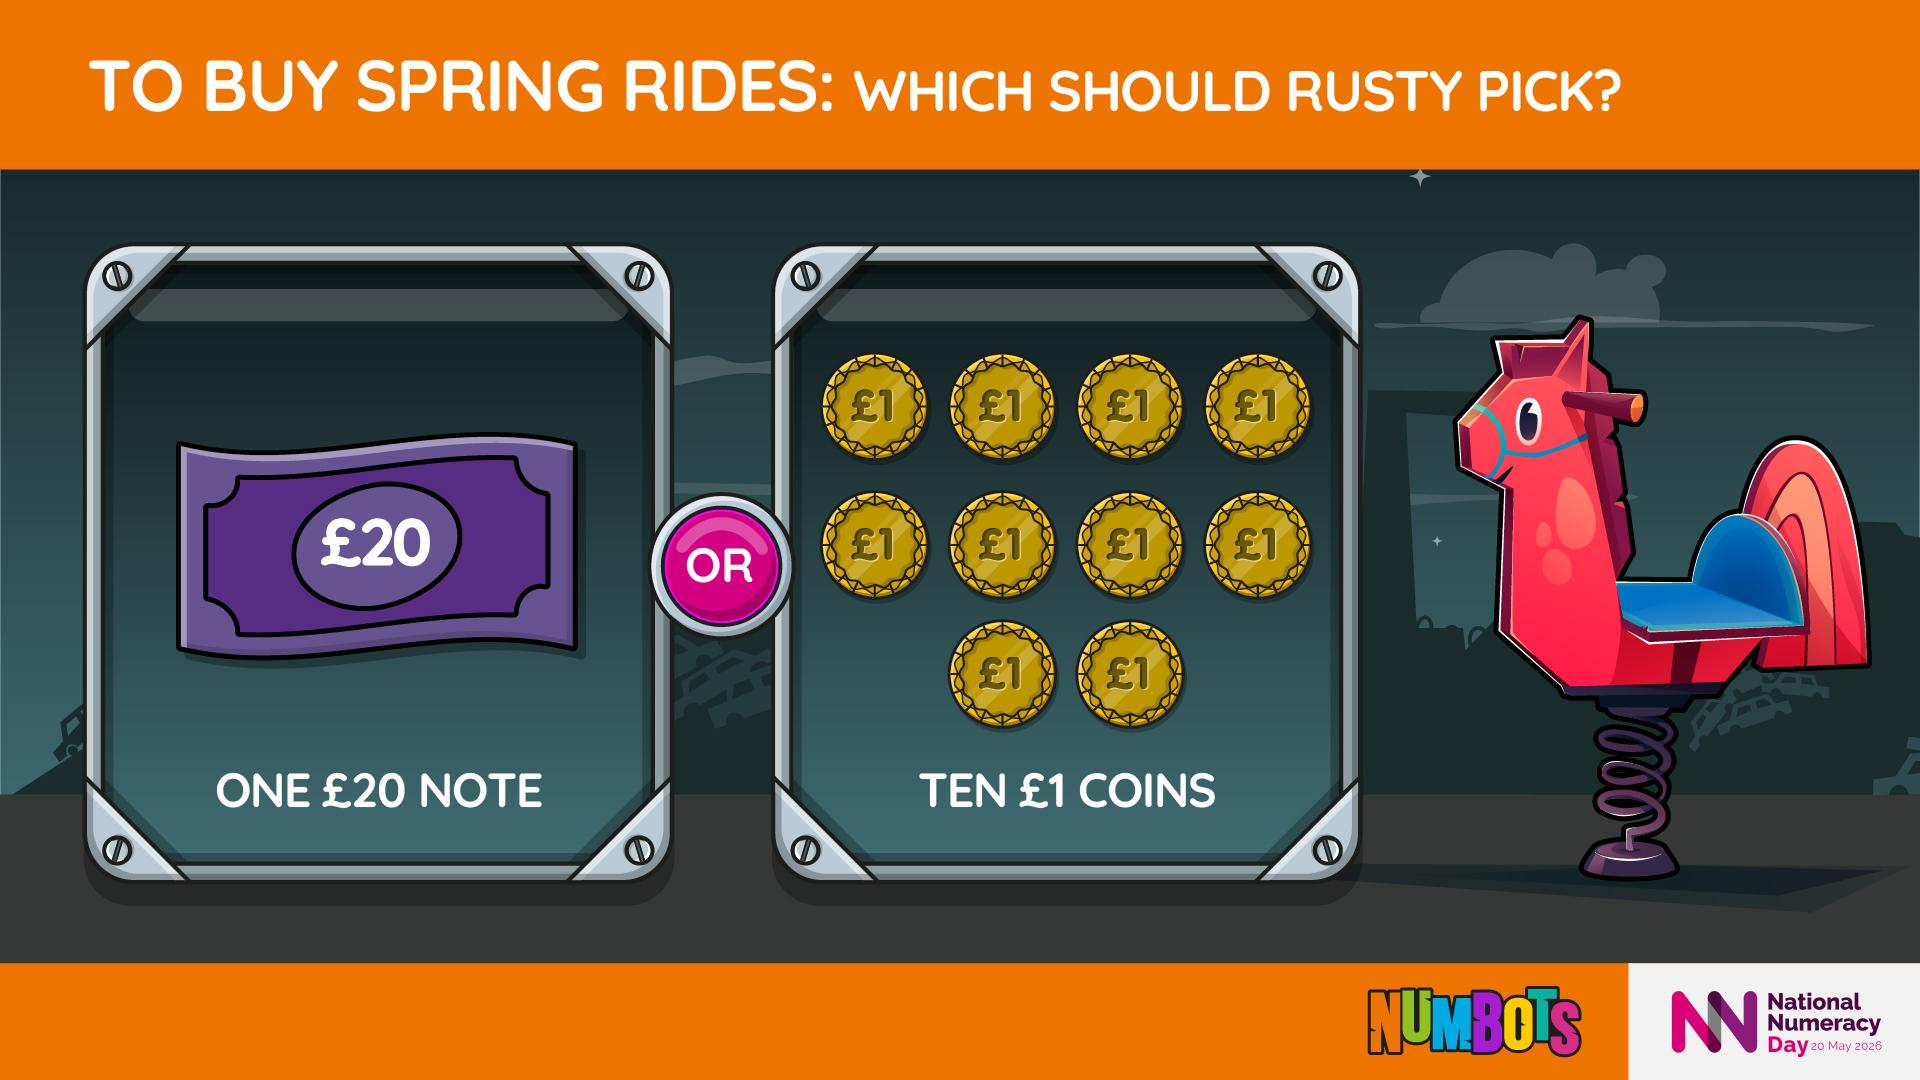 TO BUY SPRING RIDES: WHICH SHOULD RUSTY PICK?
£20
ONE £20 NOTE
OR
£1 £1 £1 £1
£1 £1 £1 £1
£1 £1
TEN £1 COINS
NUMBOTS
National
Numeracy
Day 20 May 2026